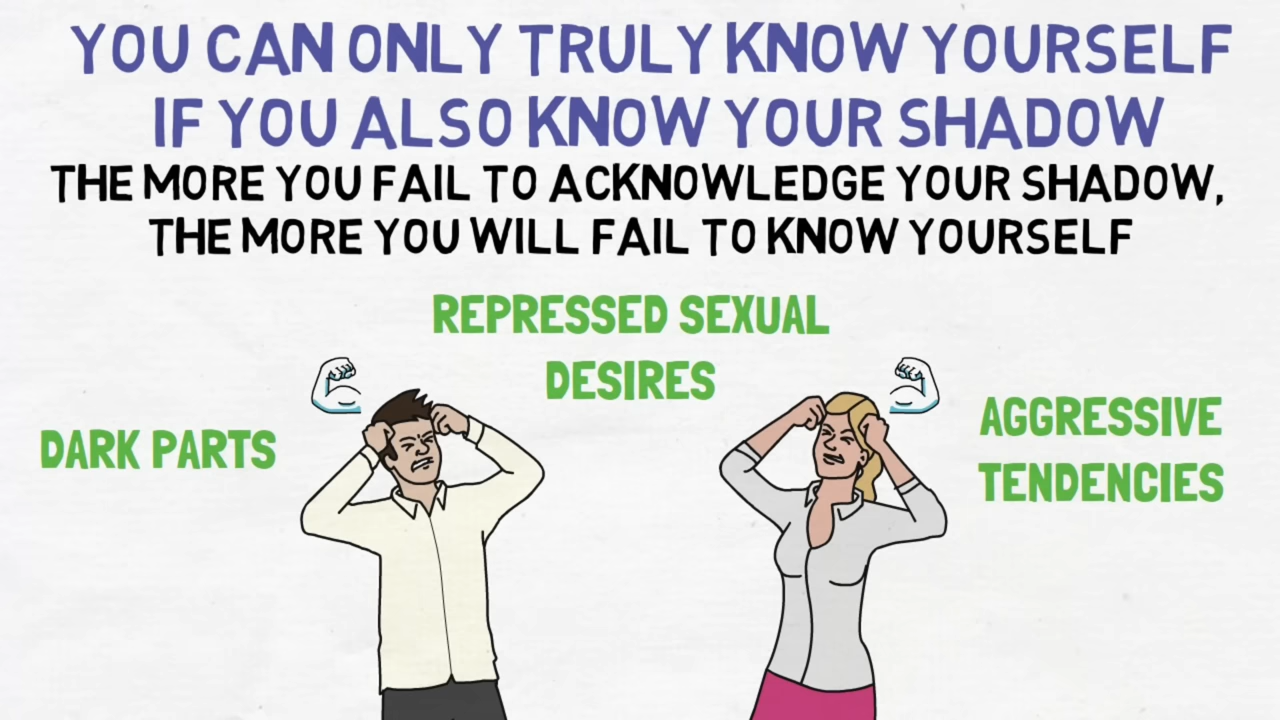 YOU CAN ONLY TRULY KNOW YOURSELF
IF YOU ALSO KNOW YOUR SHADOW
THE MORE YOU FAIL TO ACKNOWLEDGE YOUR SHADOW,
THE MORE YOU WILL FAIL TO KNOW YOURSELF
REPRESSED SEXUAL
DESIRES
DARK PARTS
AGGRESSIVE
TENDENCIES